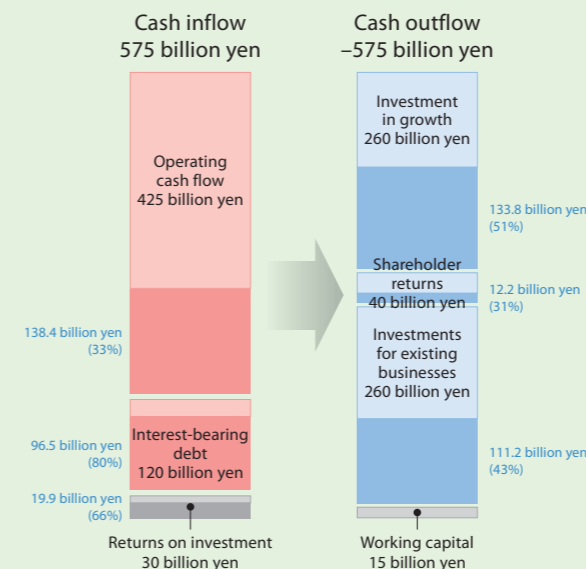 Cash inflow
575 billion yen
Operating
cash flow
425 billion yen
138.4 billion yen
(33%)
Interest-bearing
debt
120 billion yen
96.5 billion yen
(80%)
19.9 billion yen
(66%)
Returns on investment
30 billion yen
Cash outflow
–575 billion yen
Investment
in growth
260 billion yen
133.8 billion yen
(51%)
Shareholder
returns
40 billion yen
12.2 billion yen
(31%)
Investments
for existing
businesses
260 billion yen
111.2 billion yen
(43%)
Working capital
15 billion yen